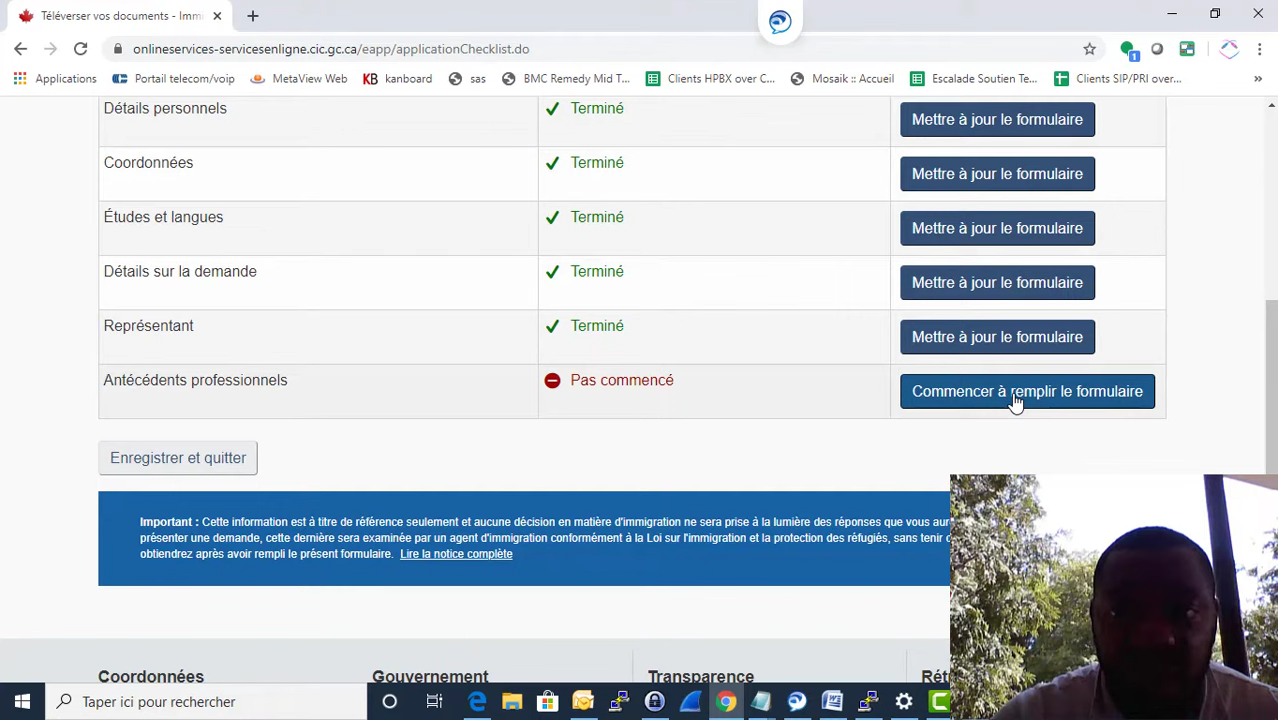 Téléverser vos documents - Imm
onlineservices-servicesenligne.cic.gc.ca/eapp/applicationChecklist.do
1
Applications
Portail telecom/voip
MetaView Web
KB kanboard
sas
BMC Remedy Mid T...
Clients HPBX over C...
Mosaik :: Accueil
Escalade Soutien Te...
Clients SIP/PRI over...
»
Détails personnels Terminé Mettre à jour le formulaire
Coordonnées Terminé Mettre à jour le formulaire
Études et langues Terminé Mettre à jour le formulaire
Détails sur la demande Terminé Mettre à jour le formulaire
Représentant Terminé Mettre à jour le formulaire
Antécédents professionnels Pas commencé Commencer à remplir le formulaire
Enregistrer et quitter
Important : Cette information est à titre de référence seulement et aucune décision en matière d'immigration ne sera prise à la lumière des réponses que vous
présenter une demande, cette dernière sera examinée par un agent d'immigration conformément à la Loi sur l'immigration et la protection des réfugiés, sans tenir
obtiendrez après avoir rempli le présent formulaire. Lire la notice complète
Coordonnées Gouvernement Transparence
Taper ici pour rechercher